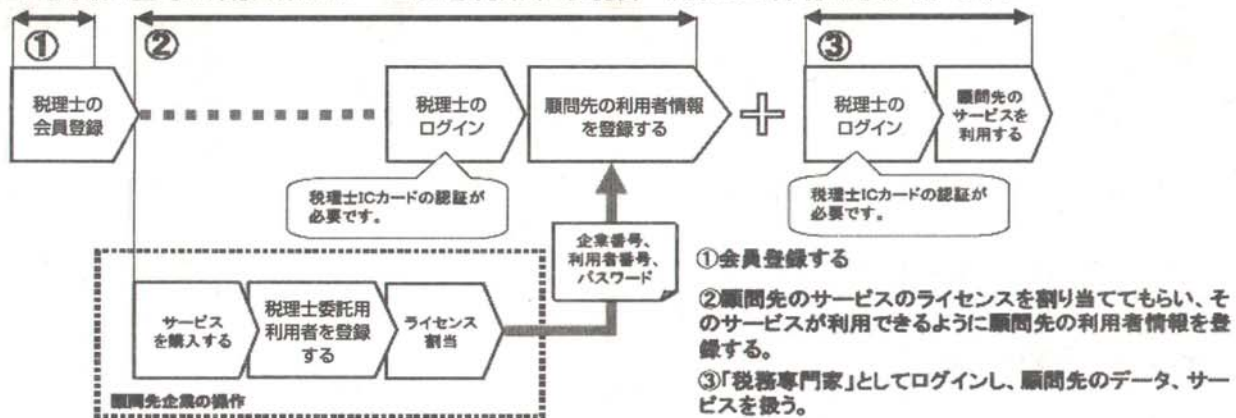 ①
②
③
税理士の
会員登録
税理士の
ログイン
顧問先の利用者情報
を登録する
税理士の
ログイン
顧問先の
サービスを
利用する
税理士ICカードの認証が
必要です。
税理士ICカードの認証が
必要です。
企業番号、
利用者番号、
パスワード
サービス
を購入する
税理士委託用
利用者を登録
する
ライセンス
割当
顧問先企業の操作
①会員登録する
②顧問先のサービスのライセンスを割り当ててもらい、そ
のサービスが利用できるように顧問先の利用者情報を登
録する。
③「税務専門家」としてログインし、顧問先のデータ、サー
ビスを扱う。